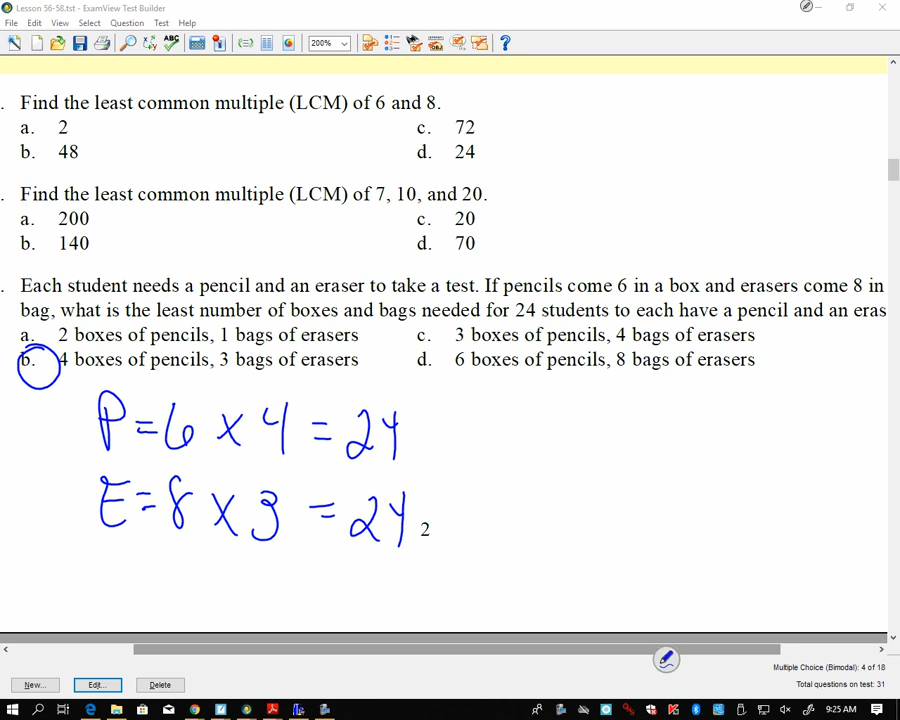 Lesson 56-58.tst - ExamView Test Builder
File Edit View Select Question Test Help
200%
. Find the least common multiple (LCM) of 6 and 8.
a. 2 c. 72
b. 48 d. 24
. Find the least common multiple (LCM) of 7, 10, and 20.
a. 200 c. 20
b. 140 d. 70
. Each student needs a pencil and an eraser to take a test. If pencils come 6 in a box and erasers come 8 in
bag, what is the least number of boxes and bags needed for 24 students to each have a pencil and an eras
a. 2 boxes of pencils, 1 bags of erasers c. 3 boxes of pencils, 4 bags of erasers
b. 4 boxes of pencils, 3 bags of erasers d. 6 boxes of pencils, 8 bags of erasers
P = 6 x 4 = 24
E = 8 x 3 = 24
2
Multiple Choice (Bimodal): 4 of 18
New... Edit... Delete Total questions on test: 31
9:25 AM